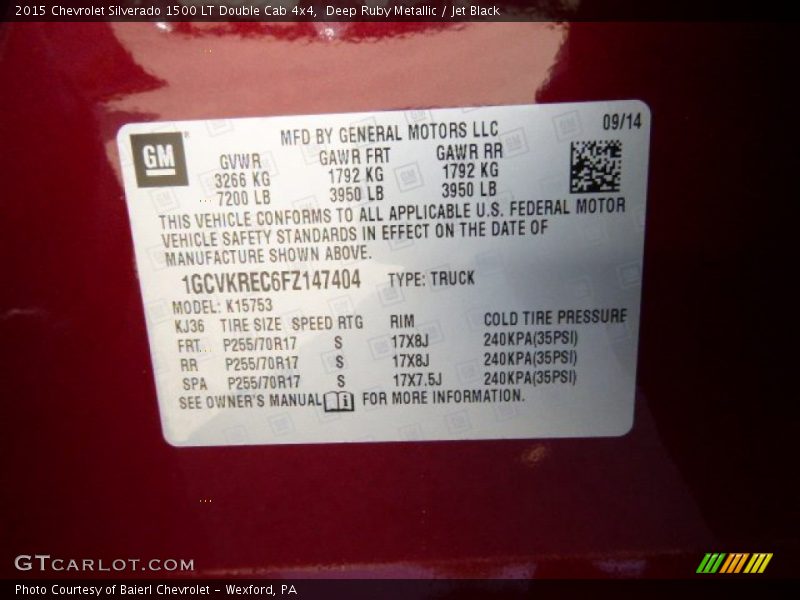 2015 Chevrolet Silverado 1500 LT Double Cab 4x4, Deep Ruby Metallic / Jet Black
MFD BY GENERAL MOTORS LLC 09/14
GM
GVWR GAWR FRT GAWR RR
3266 KG 1792 KG 1792 KG
7200 LB 3950 LB 3950 LB
THIS VEHICLE CONFORMS TO ALL APPLICABLE U.S. FEDERAL MOTOR
VEHICLE SAFETY STANDARDS IN EFFECT ON THE DATE OF
MANUFACTURE SHOWN ABOVE.
1GCVKREC6FZ147404 TYPE: TRUCK
MODEL: K15753
KJ36 TIRE SIZE SPEED RTG RIM COLD TIRE PRESSURE
FRT P255/70R17 S 17X8J 240KPA(35PSI)
RR P255/70R17 S 17X8J 240KPA(35PSI)
SPA P255/70R17 S 17X7.5J 240KPA(35PSI)
SEE OWNER'S MANUAL i FOR MORE INFORMATION.
GTCARLOT.COM
Photo Courtesy of Baierl Chevrolet - Wexford, PA